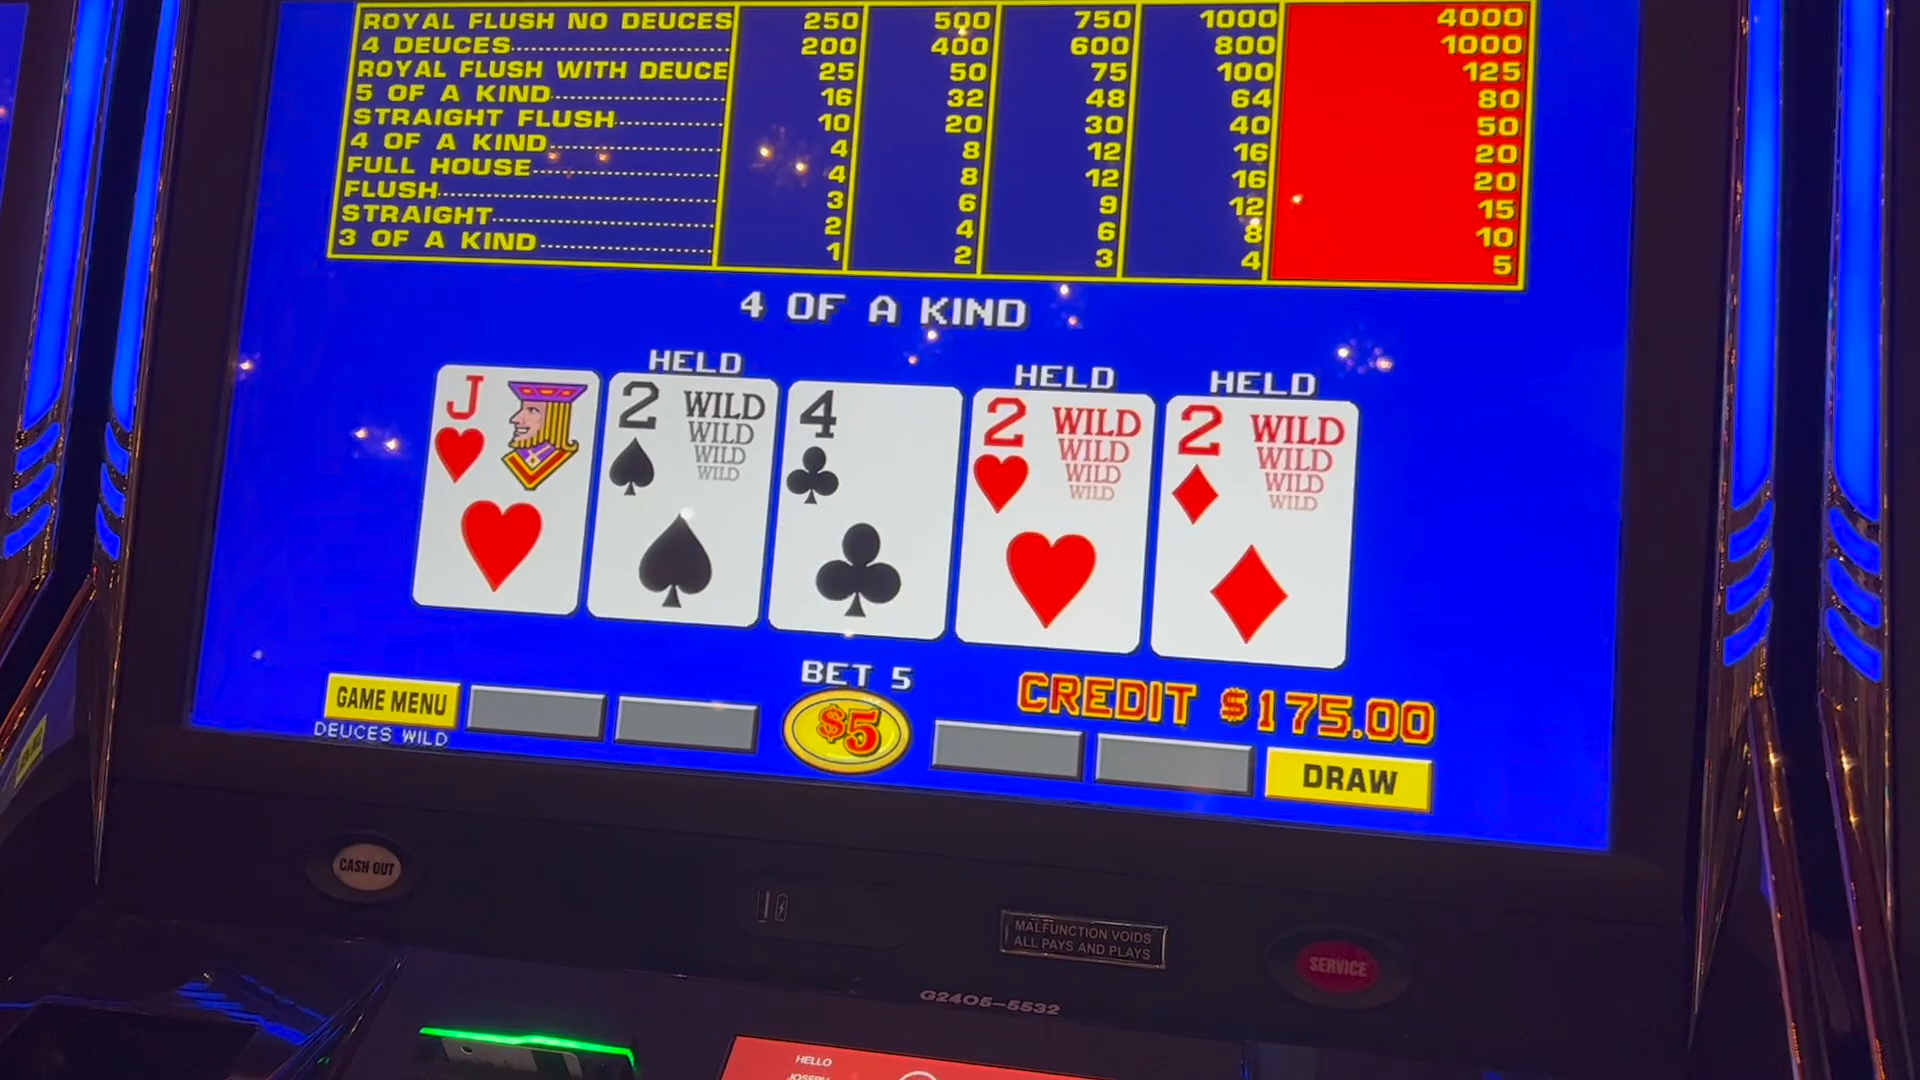 ROYAL FLUSH NO DEUCES 250 500 750 1000 4000
4 DEUCES 200 400 600 800 1000
ROYAL FLUSH WITH DEUCE 25 50 75 100 125
5 OF A KIND 16 32 48 64 80
STRAIGHT FLUSH 10 20 30 40 50
4 OF A KIND 4 8 12 16 20
FULL HOUSE 4 8 12 16 20
FLUSH 3 6 9 12 15
STRAIGHT 2 4 6 8 10
3 OF A KIND 1 2 3 4 5
4 OF A KIND
HELD HELD HELD
J 2 WILD 4 2 WILD 2 WILD
WILD WILD WILD
WILD WILD WILD
WILD WILD WILD
BET 5
GAME MENU $5 CREDIT $175.00
DEUCES WILD DRAW
CASH OUT
MALFUNCTION VOIDS
ALL PAYS AND PLAYS
SERVICE
G2405-5532
HELLO
JOSEPH